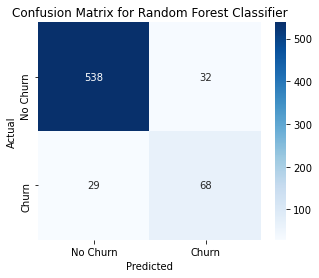 Confusion Matrix for Random Forest Classifier
No Churn
Churn
Actual
538
32
29
68
No Churn
Churn
Predicted
500
400
300
200
100